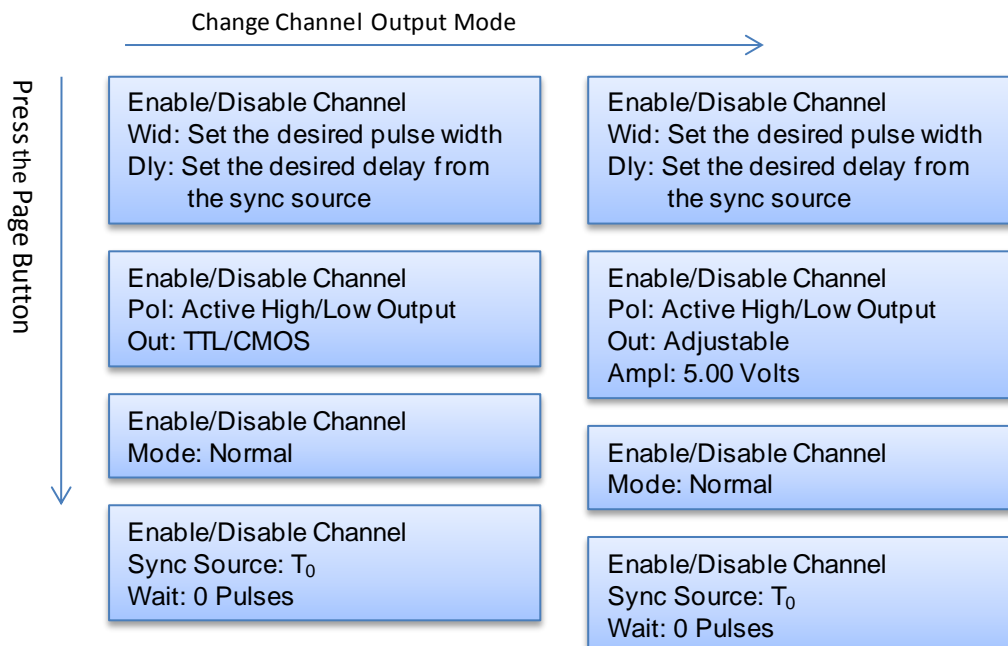 Change Channel Output Mode
Press the Page Button
Enable/Disable Channel
Wid: Set the desired pulse width
Dly: Set the desired delay from
the sync source
Enable/Disable Channel
Pol: Active High/Low Output
Out: TTL/CMOS
Enable/Disable Channel
Mode: Normal
Enable/Disable Channel
Sync Source: T₀
Wait: 0 Pulses
Enable/Disable Channel
Wid: Set the desired pulse width
Dly: Set the desired delay from
the sync source
Enable/Disable Channel
Pol: Active High/Low Output
Out: Adjustable
Ampl: 5.00 Volts
Enable/Disable Channel
Mode: Normal
Enable/Disable Channel
Sync Source: T₀
Wait: 0 Pulses